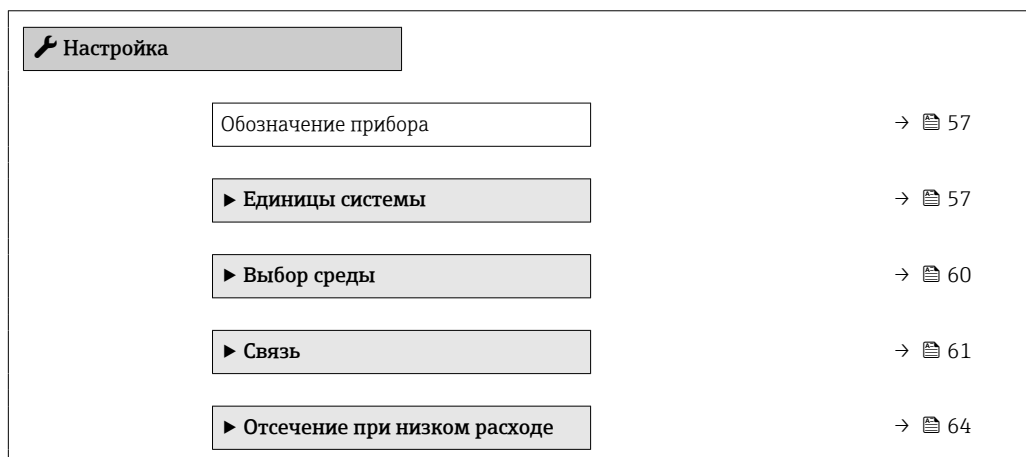 Настройка
Обозначение прибора → 57
▶ Единицы системы → 57
▶ Выбор среды → 60
▶ Связь → 61
▶ Отсечение при низком расходе → 64